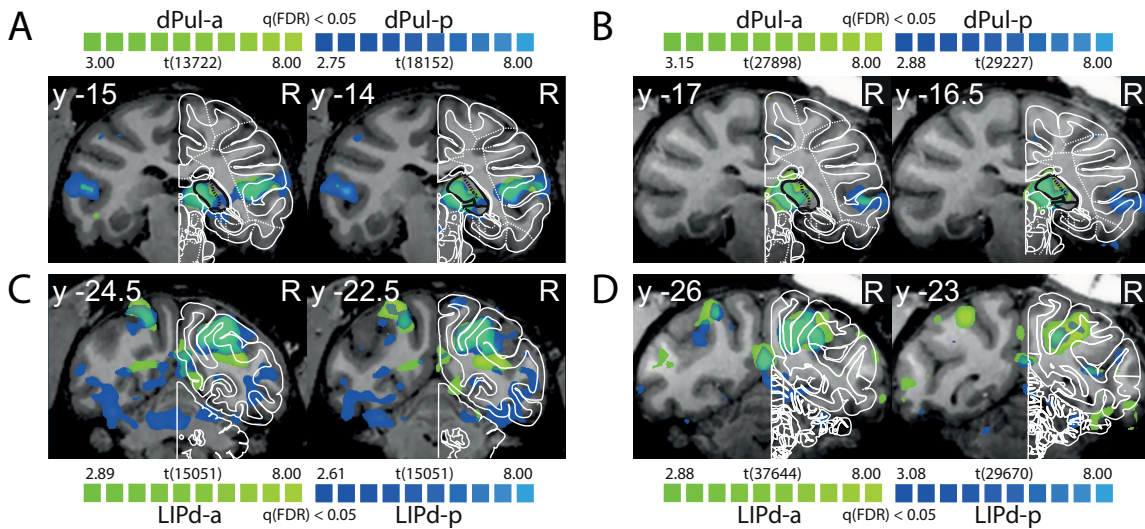 A
dPul-a q(FDR) < 0.05 dPul-p
3.00 t(13722) 8.00 2.75 t(18152) 8.00
y -15 R y -14 R
B
dPul-a q(FDR) < 0.05 dPul-p
3.15 t(27898) 8.00 2.88 t(29227) 8.00
y -17 R y -16.5 R
C
y -24.5 R y -22.5 R
2.89 t(15051) 8.00 2.61 t(15051) 8.00
LIPd-a q(FDR) < 0.05 LIPd-p
D
y -26 R y -23 R
2.88 t(37644) 8.00 3.08 t(29670) 8.00
LIPd-a q(FDR) < 0.05 LIPd-p